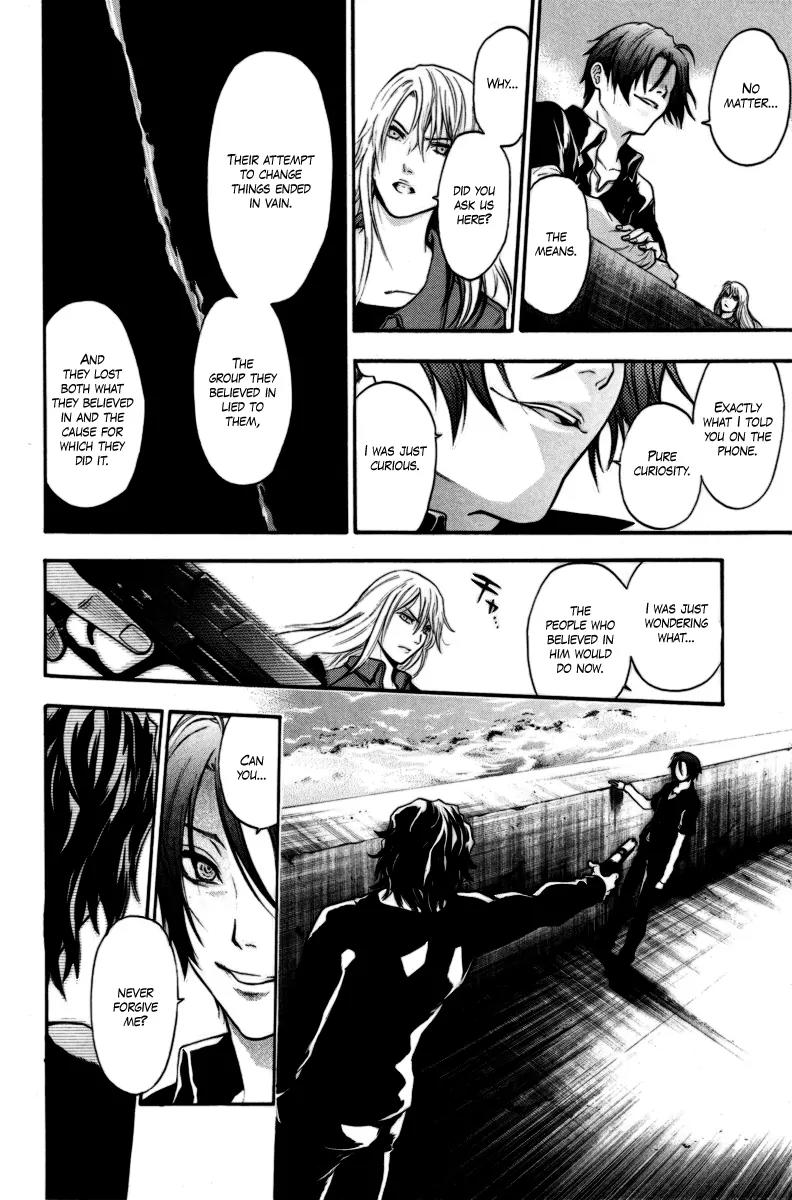 NO
MATTER...
THE
MEANS.
WHY...
DID YOU
ASK US
HERE?
EXACTLY
WHAT I TOLD
YOU ON THE
PHONE.
PURE
CURIOSITY.
I WAS JUST
CURIOUS.
THEIR ATTEMPT
TO CHANGE
THINGS ENDED
IN VAIN.
THE
GROUP THEY
BELIEVED IN
LIED TO
THEM,
AND
THEY LOST
BOTH WHAT
THEY BELIEVED
IN AND THE
CAUSE FOR
WHICH THEY
DID IT.
I WAS JUST
WONDERING
WHAT...
THE
PEOPLE WHO
BELIEVED IN
HIM WOULD
DO NOW.
チャ
CAN
YOU...
NEVER
FORGIVE
ME?